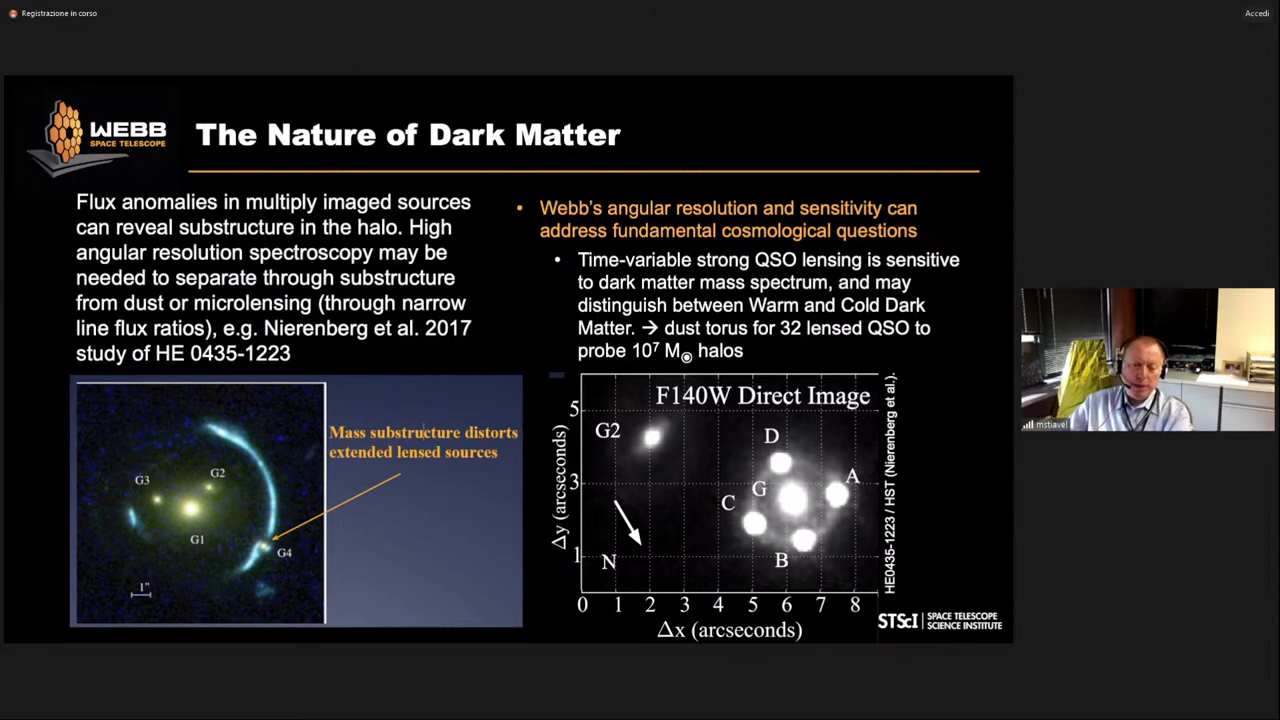 Registrazione in corso
Accedi
WEBB
SPACE TELESCOPE
The Nature of Dark Matter
Flux anomalies in multiply imaged sources
can reveal substructure in the halo. High
angular resolution spectroscopy may be
needed to separate through substructure
from dust or microlensing (through narrow
line flux ratios), e.g. Nierenberg et al. 2017
study of HE 0435-1223
• Webb's angular resolution and sensitivity can
address fundamental cosmological questions
• Time-variable strong QSO lensing is sensitive
to dark matter mass spectrum, and may
distinguish between Warm and Cold Dark
Matter. → dust torus for 32 lensed QSO to
probe 10⁷ M☉ halos
Mass substructure distorts
extended lensed sources
G3
G2
G1
G4
1"
F140W Direct Image
G2
D
A
G
C
B
N
5
3
1
Δy (arcseconds)
0 1 2 3 4 5 6 7 8
Δx (arcseconds)
HE0435-1223 / HST (Nierenberg et al.).
STScI | SPACE TELESCOPE
SCIENCE INSTITUTE
mstiavel